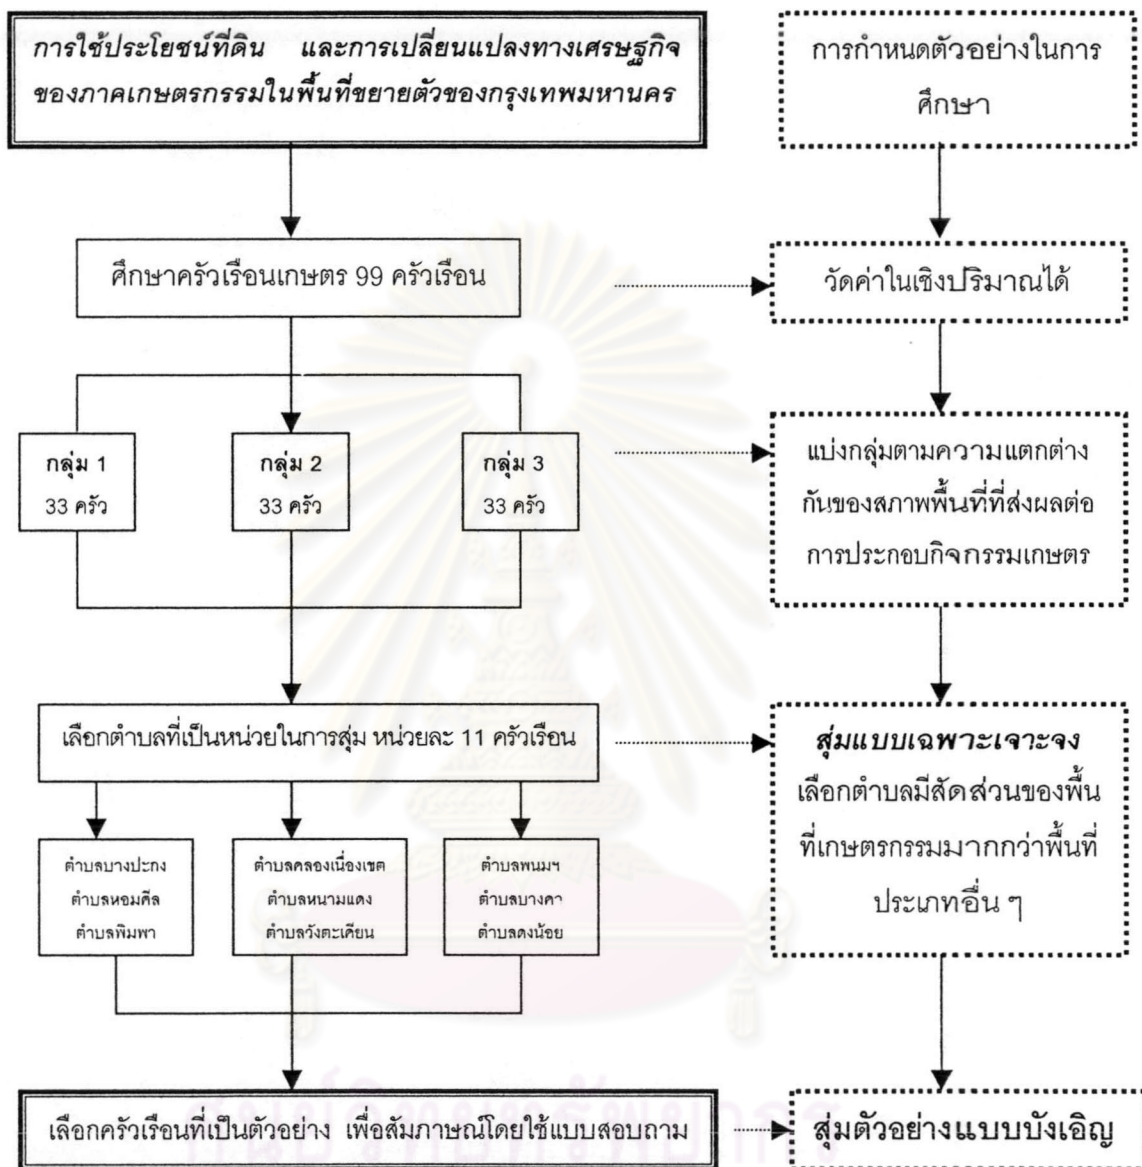 การใช้ประโยชน์ที่ดิน และการเปลี่ยนแปลงทางเศรษฐกิจ
ของภาคเกษตรกรรมในพื้นที่ขยายตัวของกรุงเทพมหานคร
การกำหนดตัวอย่างในการ
ศึกษา
ศึกษาครัวเรือนเกษตร 99 ครัวเรือน
วัดค่าในเชิงปริมาณได้
กลุ่ม 1
33 ครัว
กลุ่ม 2
33 ครัว
กลุ่ม 3
33 ครัว
แบ่งกลุ่มตามความแตกต่าง
กันของสภาพพื้นที่ที่ส่งผลต่อ
การประกอบกิจกรรมเกษตร
เลือกตำบลที่เป็นหน่วยในการสุ่ม หน่วยละ 11 ครัวเรือน
สุ่มแบบเฉพาะเจาะจง
เลือกตำบลมีสัดส่วนของพื้น
ที่เกษตรกรรมมากกว่าพื้นที่
ประเภทอื่น ๆ
ตำบลบางปะกง
ตำบลหอมศีล
ตำบลพิมพา
ตำบลคลองเนื่องเขต
ตำบลหนามแดง
ตำบลวังตะเคียน
ตำบลพนมฯ
ตำบลบางคา
ตำบลดงน้อย
เลือกครัวเรือนที่เป็นตัวอย่าง เพื่อสัมภาษณ์โดยใช้แบบสอบถาม
สุ่มตัวอย่างแบบบังเอิญ
ศูนย์วิทยทรัพยากร